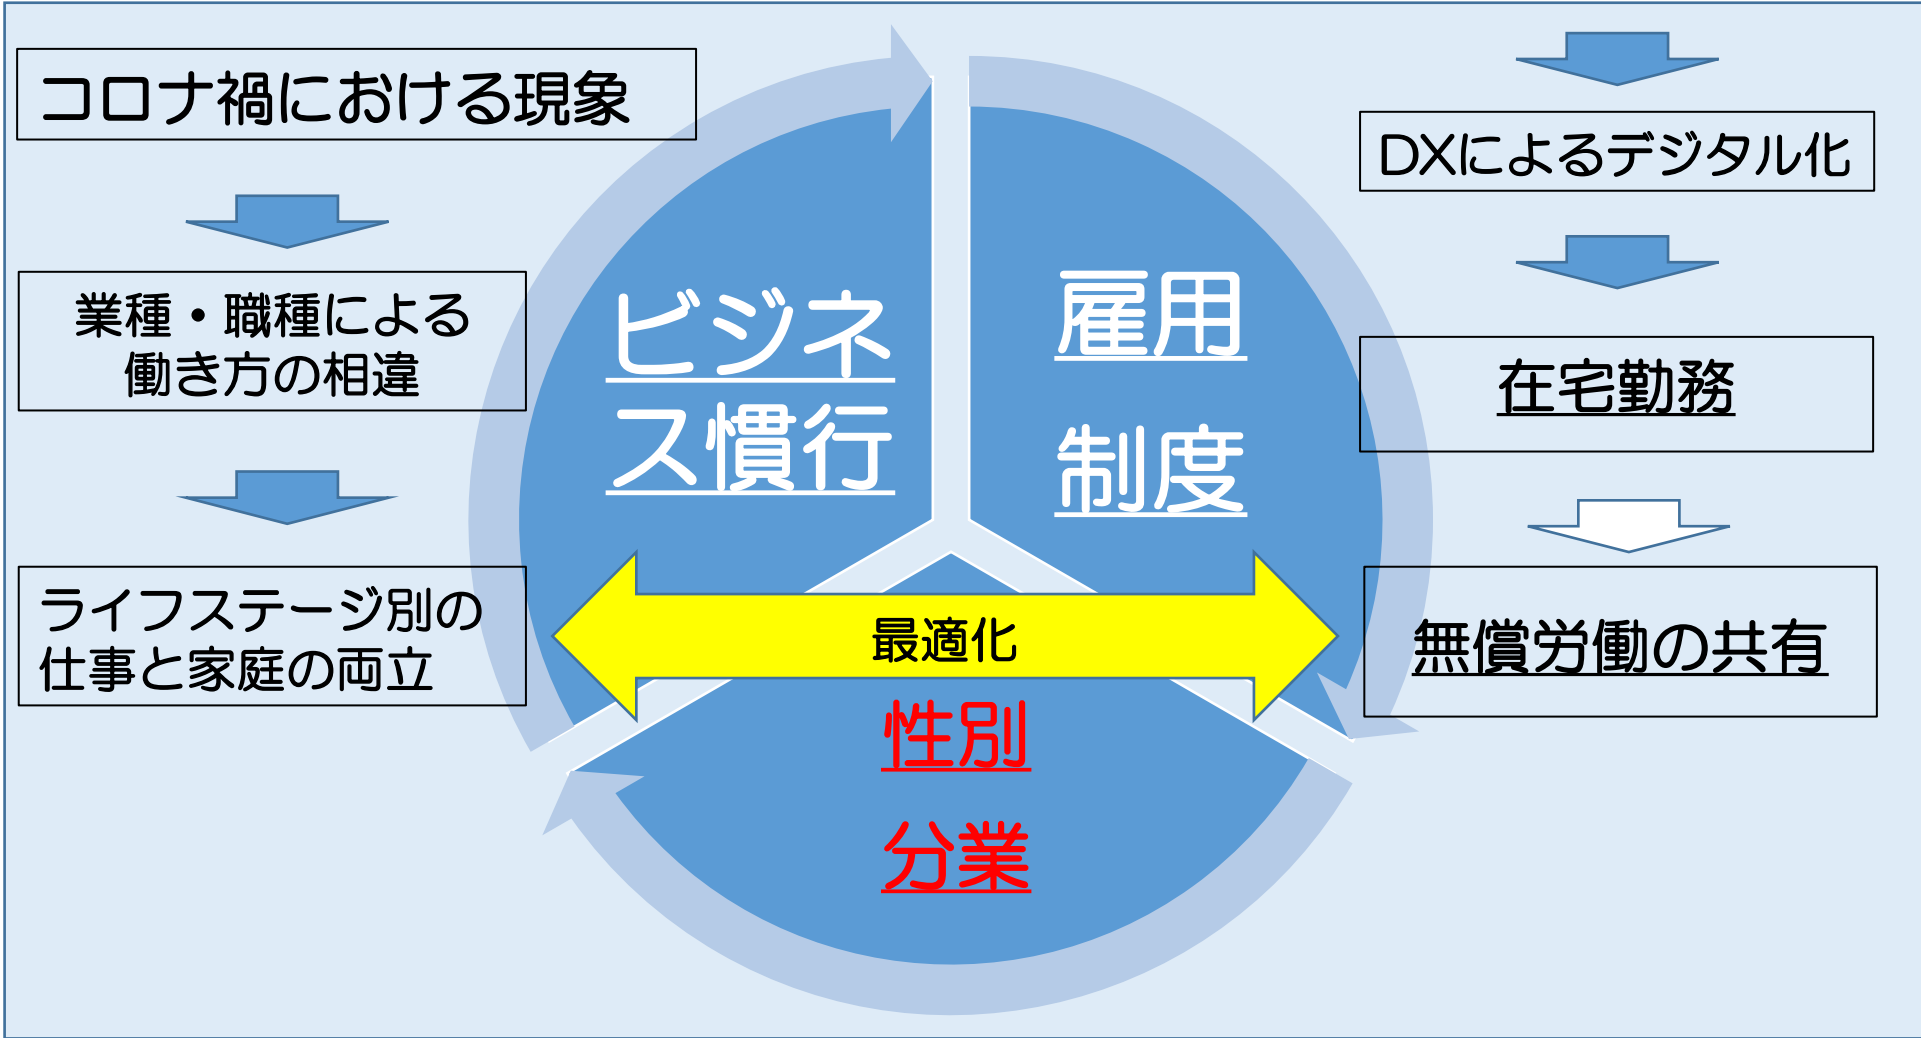 コロナ禍における現象
業種・職種による
働き方の相違
ライフステージ別の
仕事と家庭の両立
ビジネ
ス慣行
雇用
制度
最適化
性別
分業
DXによるデジタル化
在宅勤務
無償労働の共有